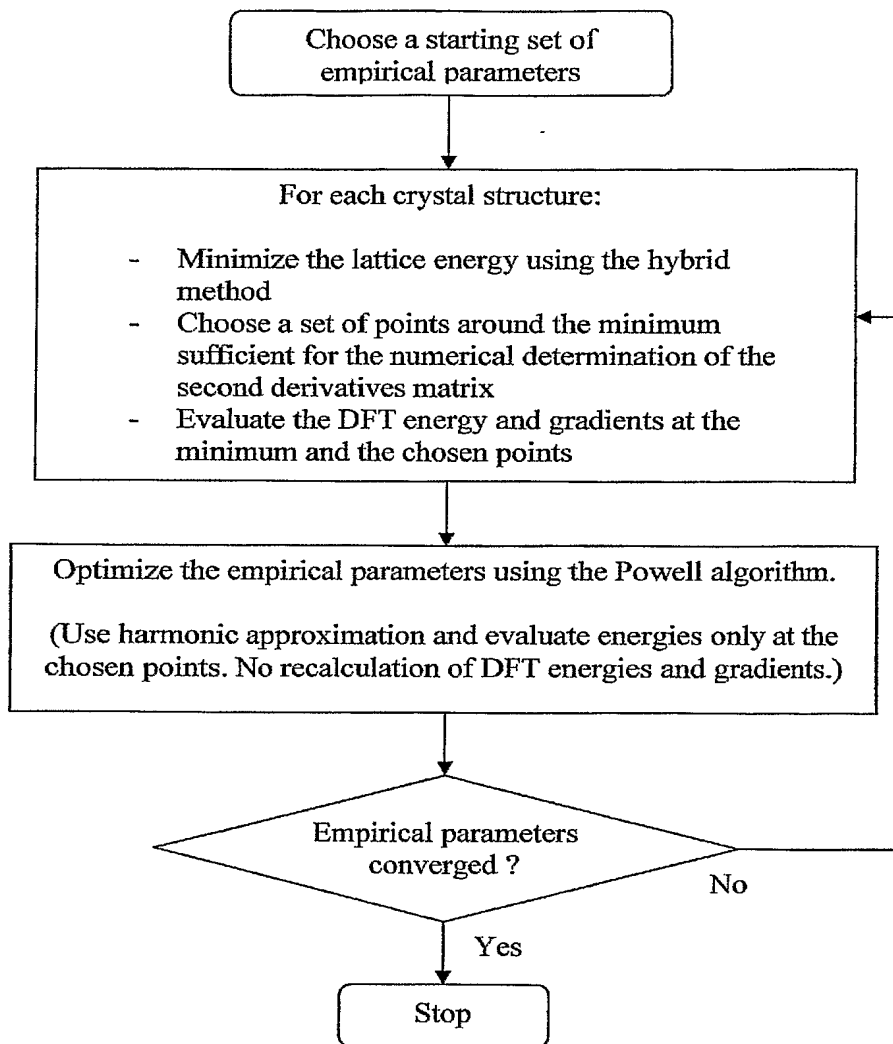 Choose a starting set of
empirical parameters
For each crystal structure:
- Minimize the lattice energy using the hybrid
method
- Choose a set of points around the minimum
sufficient for the numerical determination of the
second derivatives matrix
- Evaluate the DFT energy and gradients at the
minimum and the chosen points
Optimize the empirical parameters using the Powell algorithm.
(Use harmonic approximation and evaluate energies only at the
chosen points. No recalculation of DFT energies and gradients.)
Empirical parameters
converged ?
No
Yes
Stop